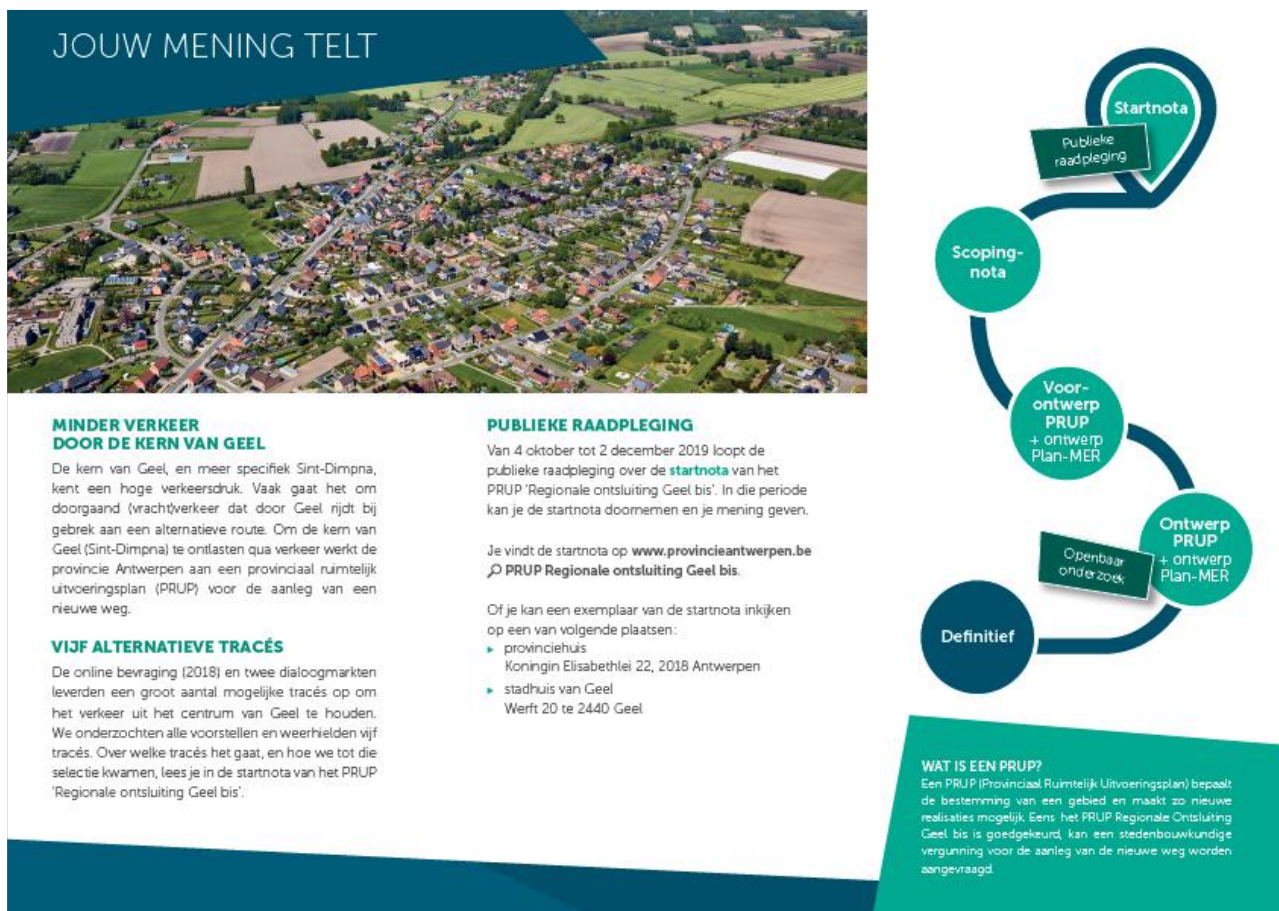 JOUW MENING TELT
MINDER VERKEER
DOOR DE KERN VAN GEEL
De kern van Geel, en meer specifiek Sint-Dimpna,
kent een hoge verkeersdruk. Vaak gaat het om
doorgaand (vracht)verkeer dat door Geel rijdt bij
gebrek aan een alternatieve route. Om de kern van
Geel (Sint-Dimpna) te ontlasten qua verkeer werkt de
provincie Antwerpen aan een provinciaal ruimtelijk
uitvoeringsplan (PRUP) voor de aanleg van een
nieuwe weg.
VIJF ALTERNATIEVE TRACÉS
De online bevraging (2018) en twee dialoogmarkten
leverden een groot aantal mogelijke tracés op om
het verkeer uit het centrum van Geel te houden.
We onderzochten alle voorstellen en weerhielden vijf
tracés. Over welke tracés het gaat, en hoe we tot die
selectie kwamen, lees je in de startnota van het PRUP
'Regionale ontsluiting Geel bis'.
PUBLIEKE RAADPLEGING
Van 4 oktober tot 2 december 2019 loopt de
publieke raadpleging over de startnota van het
PRUP 'Regionale ontsluiting Geel bis'. In die periode
kan je de startnota doornemen en je mening geven.
Je vindt de startnota op www.provincieantwerpen.be
PRUP Regionale ontsluiting Geel bis.
Of je kan een exemplaar van de startnota inkijken
op een van volgende plaatsen:
provinciehuis
Koningin Elisabethlei 22, 2018 Antwerpen
stadhuis van Geel
Werft 20 te 2440 Geel
Startnota
Publieke
raadpleging
Scoping-
nota
Voor-
ontwerp
PRUP
+ ontwerp
Plan-MER
Ontwerp
PRUP
+ ontwerp
Plan-MER
Openbaar
onderzoek
Definitief
WAT IS EEN PRUP?
Een PRUP (Provinciaal Ruimtelijk Uitvoeringsplan) bepaalt
de bestemming van een gebied en maakt zo nieuwe
realisaties mogelijk. Eens het PRUP Regionale Ontsluiting
Geel bis is goedgekeurd, kan een stedenbouwkundige
vergunning voor de aanleg van de nieuwe weg worden
aangevraagd.